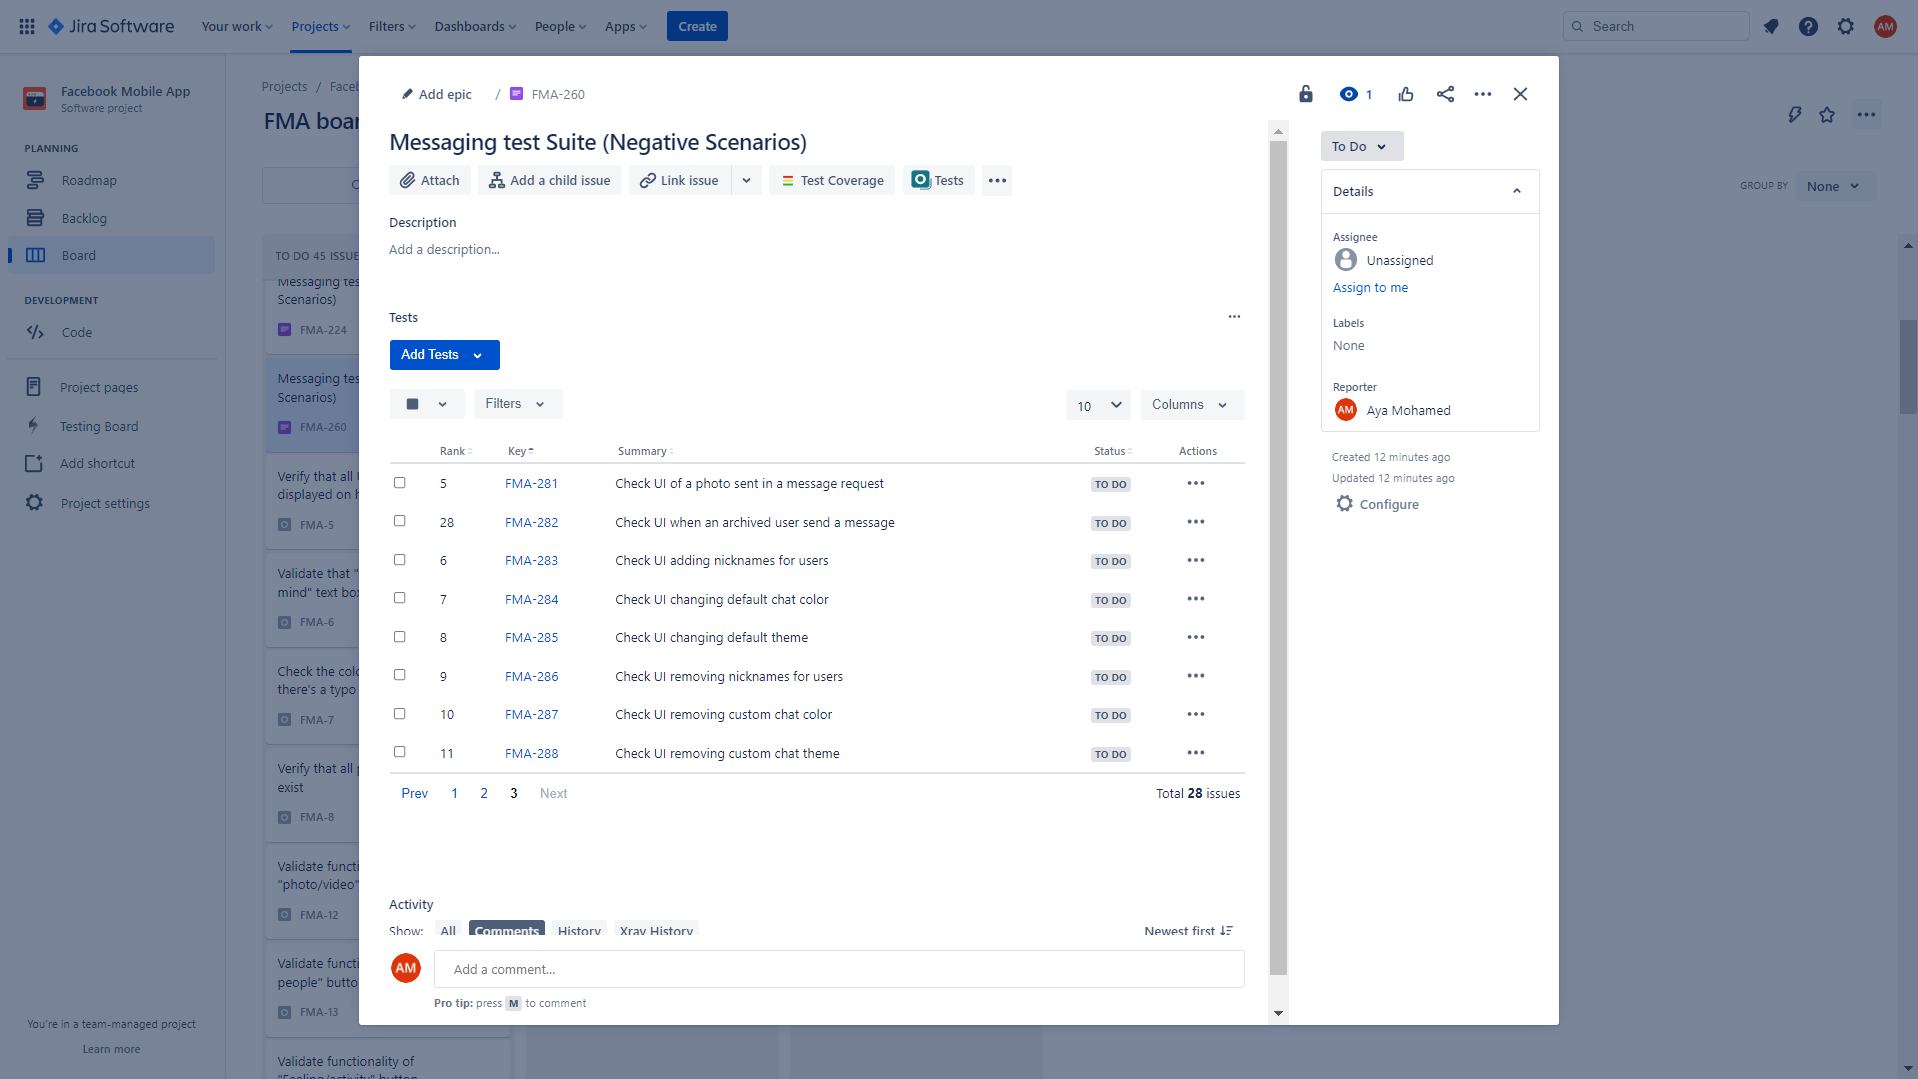 Jira Software
Your work
Projects
Filters
Dashboards
People
Apps
Create
Search
AM
Facebook Mobile App
Software project
PLANNING
Roadmap
Backlog
Board
DEVELOPMENT
Code
Project pages
Testing Board
Add shortcut
Project settings
You're in a team-managed project
Learn more
Projects /
FMA
GROUP BY
None
TO DO 45 ISSUE
Messaging
Scenarios)
FMA-224
Messaging
Scenarios)
FMA-260
Verify that all
displayed on
FMA-5
Validate that "
mind" text
FMA-6
Check the
there's a typo
FMA-7
Verify that all
exist
FMA-8
Validate
"photo/video"
FMA-12
Validate
people"
FMA-13
Validate functionality of
"Feeling/activity" button
Add epic / FMA-260
1
Messaging test Suite (Negative Scenarios)
Attach
Add a child issue
Link issue
Test Coverage
Tests
Description
Add a description...
Tests
Add Tests
Filters
10
Columns
Rank Key Summary Status Actions
5 FMA-281 Check UI of a photo sent in a message request TO DO
28 FMA-282 Check UI when an archived user send a message TO DO
6 FMA-283 Check UI adding nicknames for users TO DO
7 FMA-284 Check UI changing default chat color TO DO
8 FMA-285 Check UI changing default theme TO DO
9 FMA-286 Check UI removing nicknames for users TO DO
10 FMA-287 Check UI removing custom chat color TO DO
11 FMA-288 Check UI removing custom chat theme TO DO
Prev 1 2 3 Next
Total 28 issues
Activity
Show: All Comments History Xray History
Newest first
AM
Add a comment...
Pro tip: press M to comment
To Do
Details
Assignee
Unassigned
Assign to me
Labels
None
Reporter
AM Aya Mohamed
Created 12 minutes ago
Updated 12 minutes ago
Configure